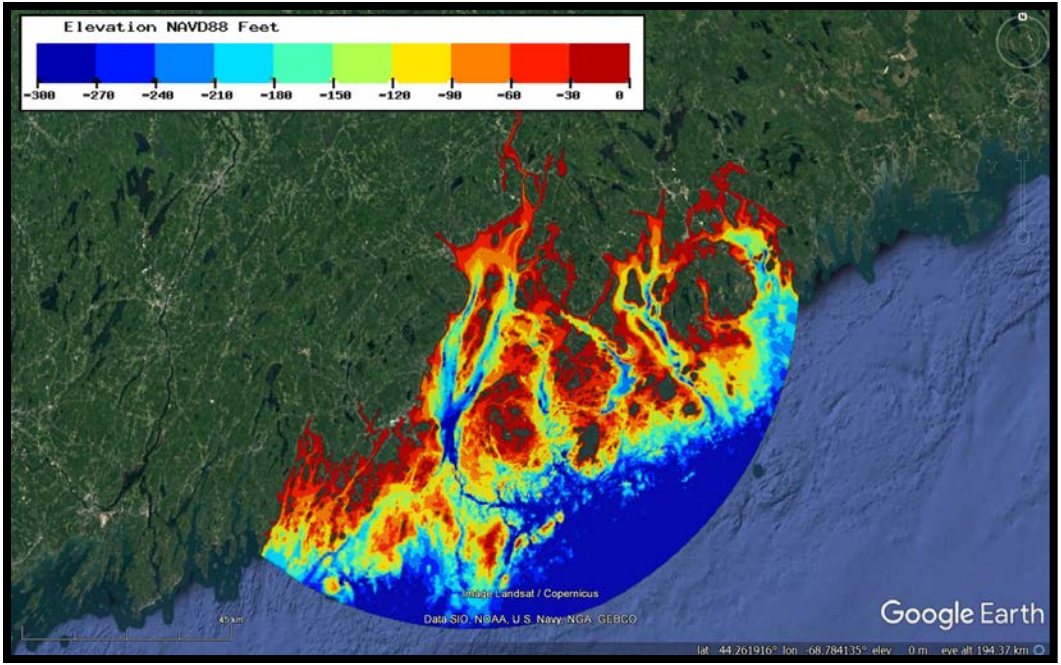 Elevation NAVD88 Feet
-300 -270 -240 -210 -180 -150 -120 -90 -60 -30 0
N
Image Landsat / Copernicus
Data SIO, NOAA, U.S. Navy, NGA, GEBCO
Google Earth
45 km
lat 44.261916° lon -68.784135° elev 0 m eye alt 194.37 km